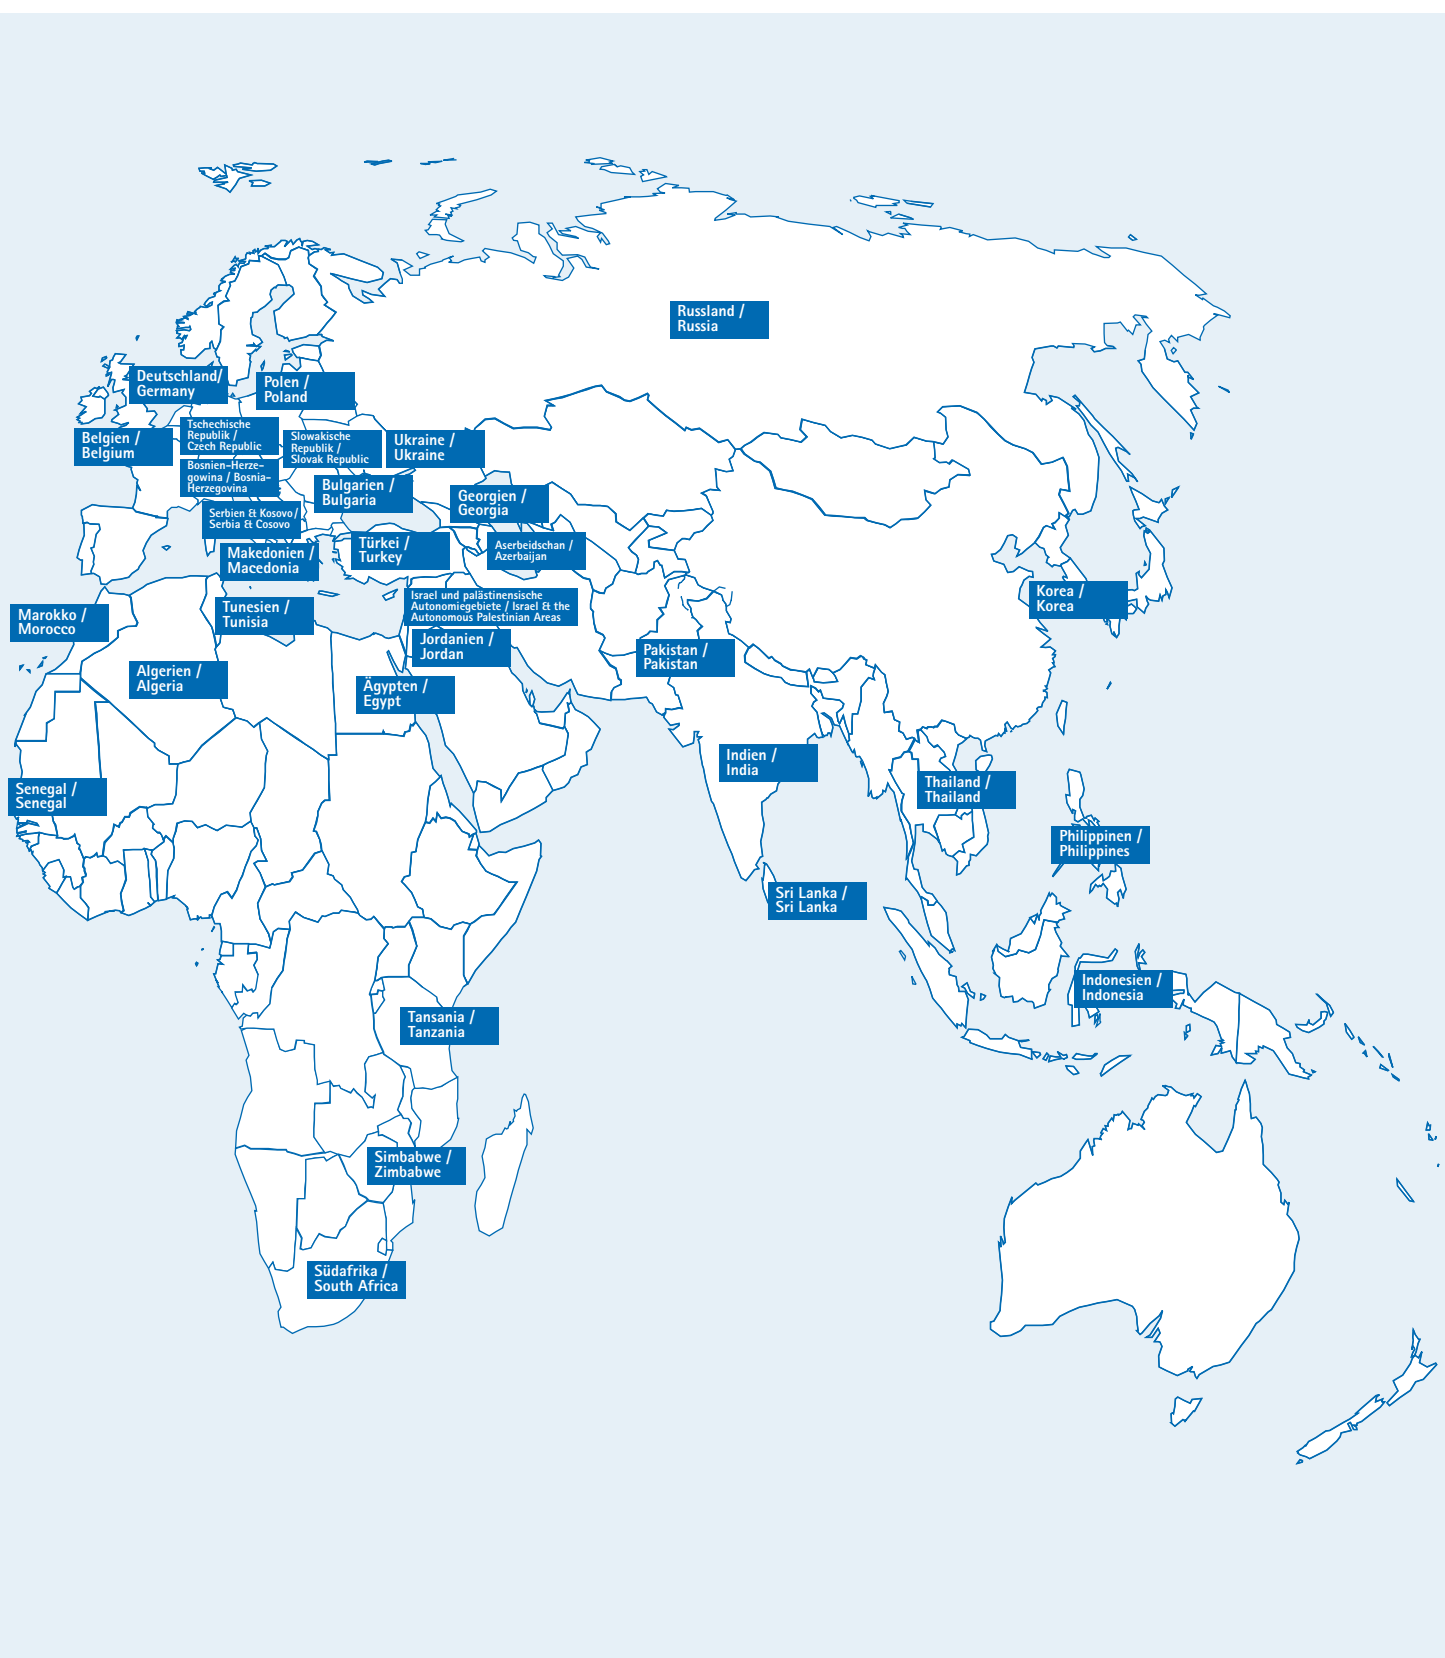 Russland /
Russia
Deutschland/
Germany
Polen /
Poland
Belgien /
Belgium
Tschechische
Republik /
Czech Republic
Slowakische
Republik /
Slovak Republic
Ukraine /
Ukraine
Bosnien-Herze-
gowina / Bosnia-
Herzegovina
Bulgarien /
Bulgaria
Georgien /
Georgia
Serbien & Kosovo/
Serbia & Cosovo
Makedonien /
Macedonia
Türkei /
Turkey
Aserbeidschan /
Azerbaijan
Israel und palästinensische
Autonomiegebiete / Israel & the
Autonomous Palestinian Areas
Korea /
Korea
Marokko /
Morocco
Tunesien /
Tunisia
Jordanien /
Jordan
Pakistan /
Pakistan
Algerien /
Algeria
Ägypten /
Egypt
Indien /
India
Senegal /
Senegal
Thailand /
Thailand
Philippinen /
Philippines
Sri Lanka /
Sri Lanka
Indonesien /
Indonesia
Tansania /
Tanzania
Simbabwe /
Zimbabwe
Südafrika /
South Africa